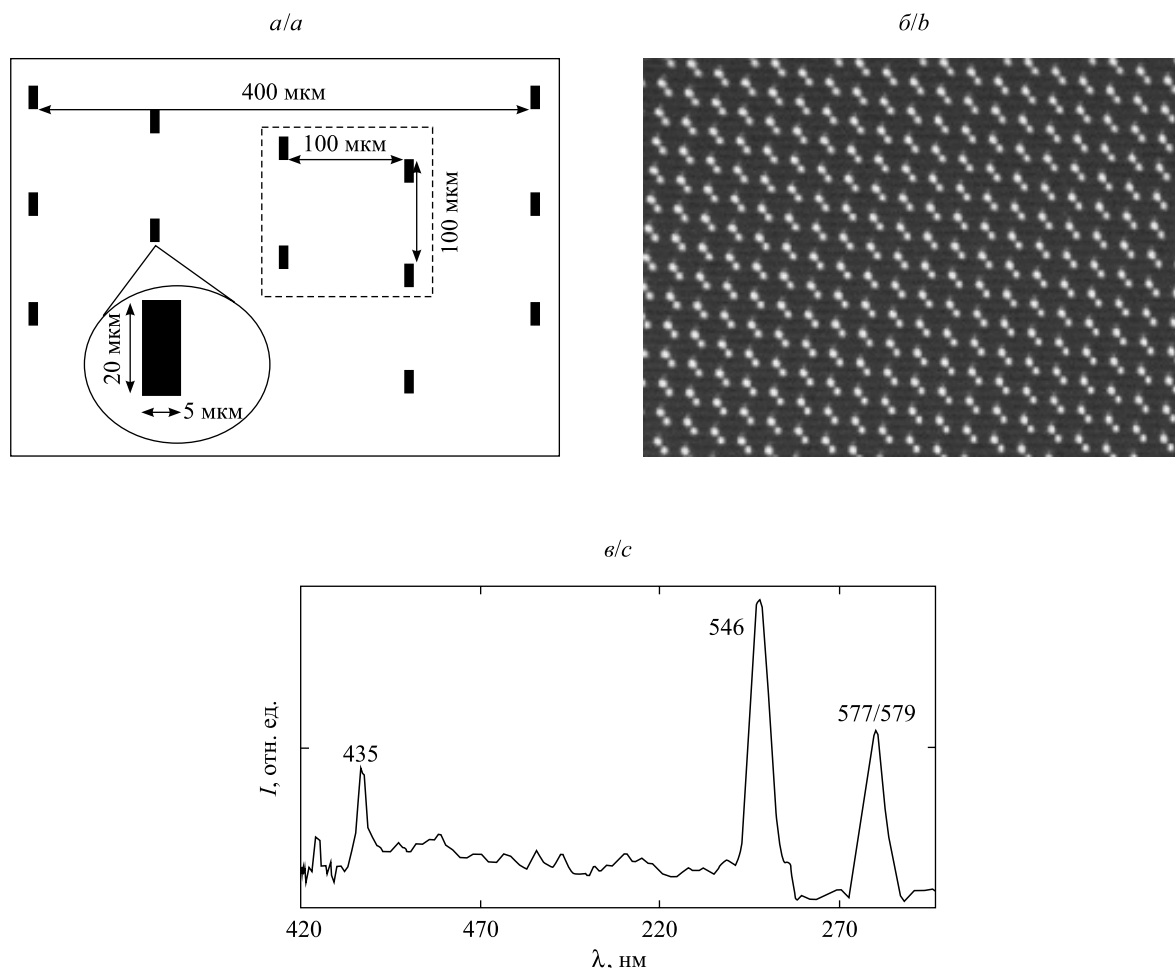 а/a
б/b
400 мкм
100 мкм
100 мкм
20 мкм
5 мкм
в/c
546
577/579
435
I, отн. ед.
420 470 220 270
λ, нм